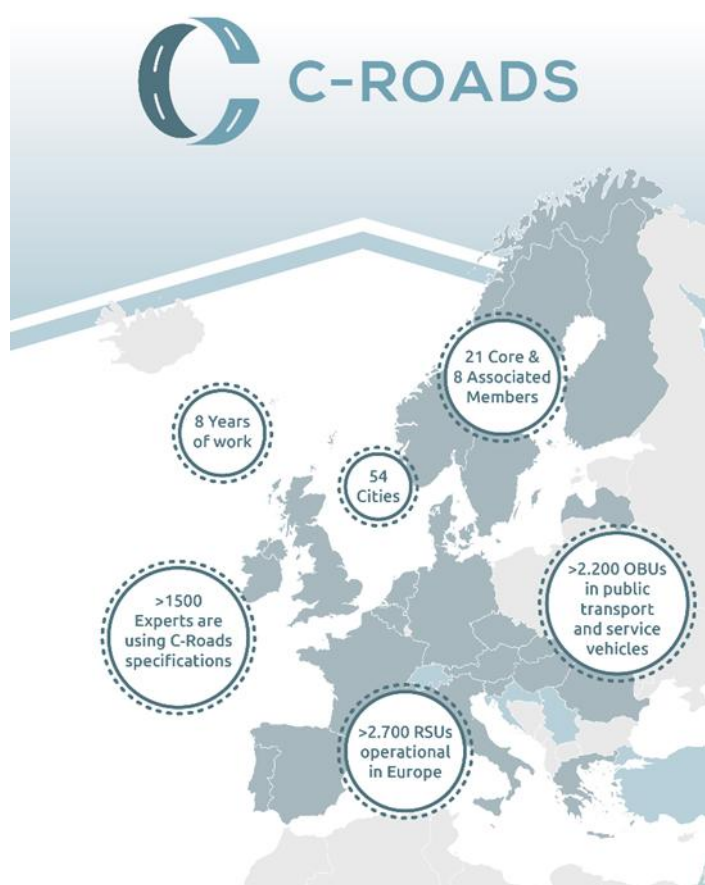 C-ROADS
21 Core &
8 Associated
Members
8 Years
of work
54
Cities
>1500
Experts are
using C-Roads
specifications
>2.200 OBUs
in public
transport
and service
vehicles
>2.700 RSUs
operational
in Europe